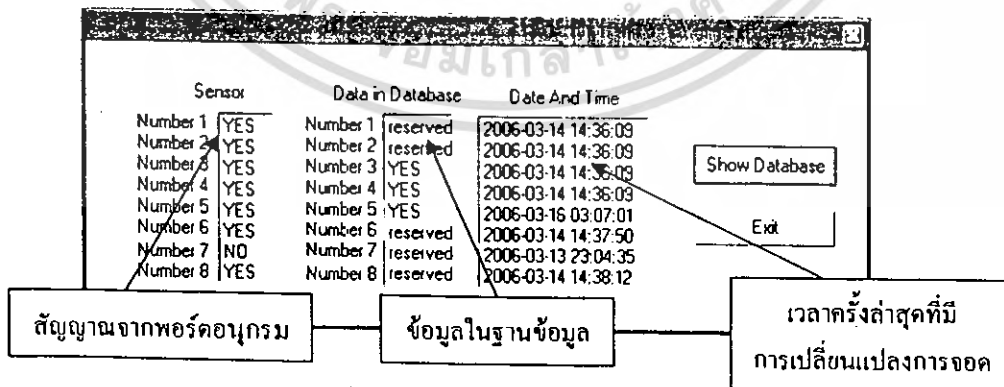 Sensor Data in Database Date And Time
Number 1 YES Number 1 reserved 2006-03-14 14:36:09
Number 2 YES Number 2 reserved 2006-03-14 14:36:09
Number 3 YES Number 3 YES 2006-03-14 14:36:09
Number 4 YES Number 4 YES 2006-03-14 14:36:09
Number 5 YES Number 5 YES 2006-03-16 03:07:01
Number 6 YES Number 6 reserved 2006-03-14 14:37:50
Number 7 NO Number 7 reserved 2006-03-13 23:04:35
Number 8 YES Number 8 reserved 2006-03-14 14:38:12
Show Database
Exit
สัญญาณจากพอร์ตอนุกรม
ข้อมูลในฐานข้อมูล
เวลาครั้งล่าสุดที่มี
การเปลี่ยนแปลงการจอด